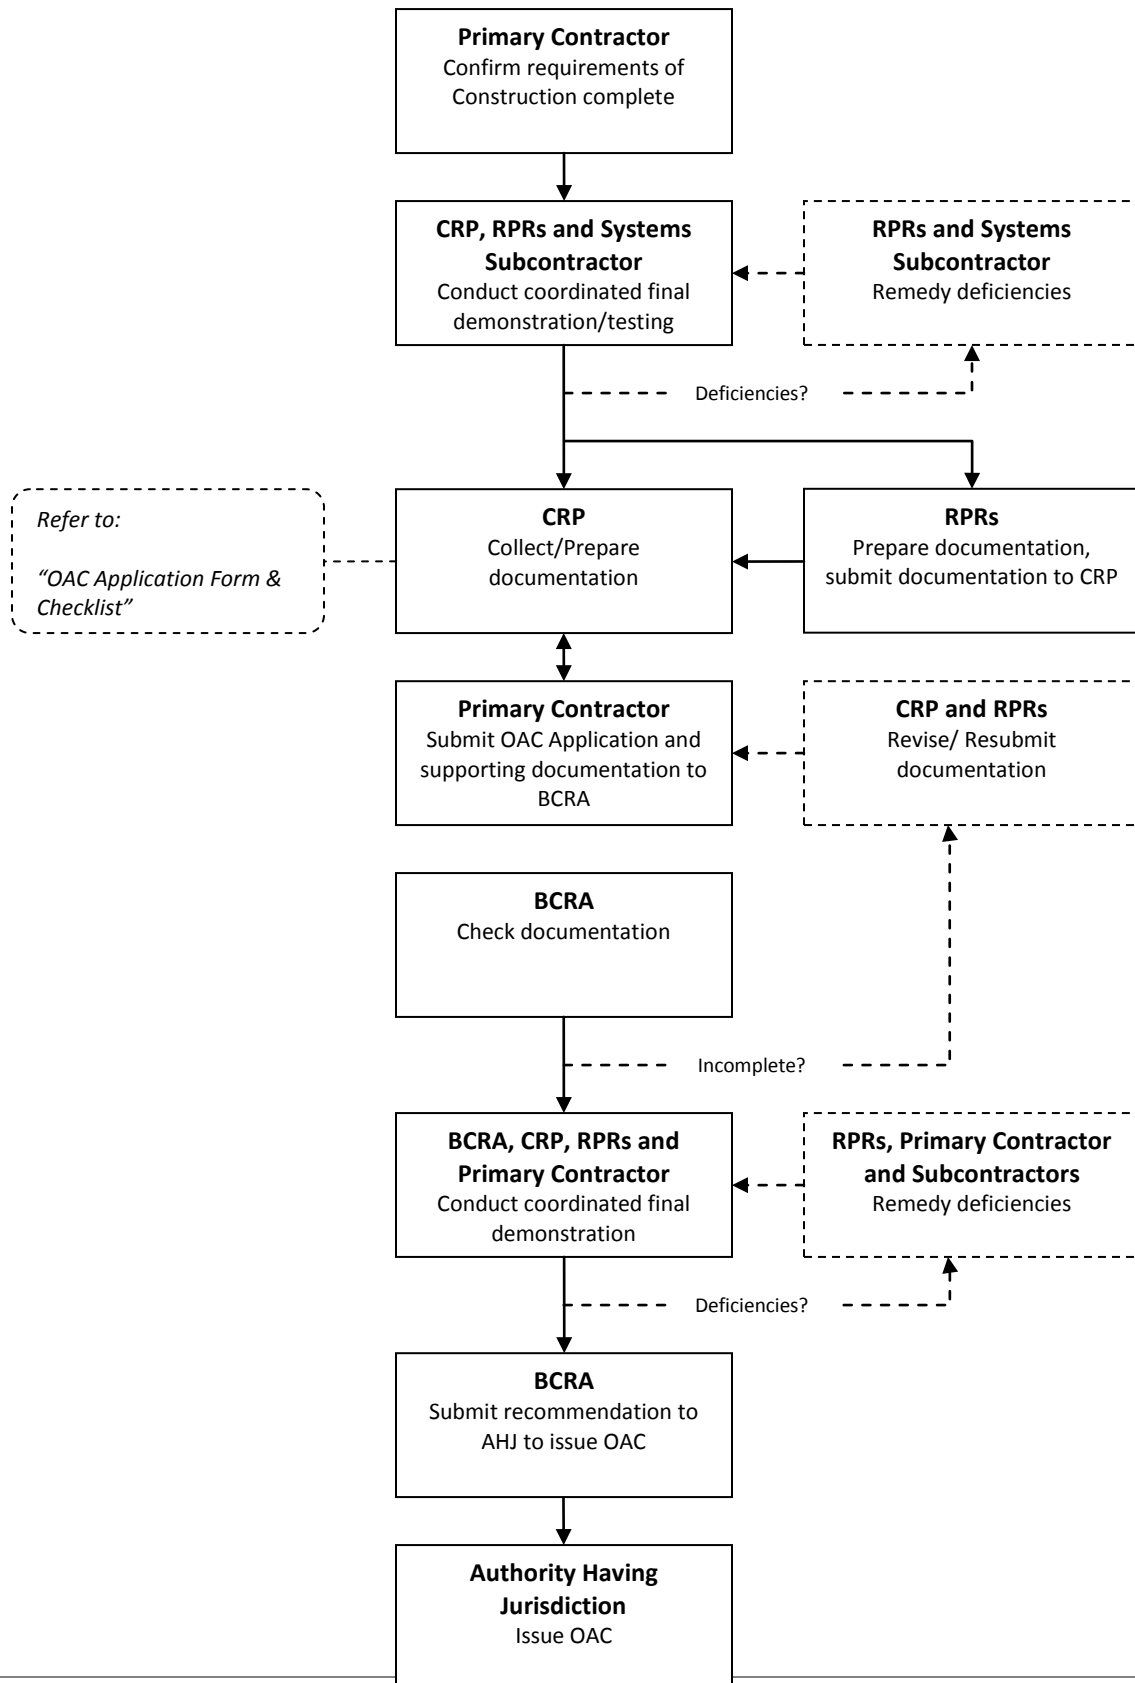 Primary Contractor
Confirm requirements of
Construction complete
CRP, RPRs and Systems
Subcontractor
Conduct coordinated final
demonstration/testing
RPRs and Systems
Subcontractor
Remedy deficiencies
Deficiencies?
Refer to:
“OAC Application Form &
Checklist”
CRP
Collect/Prepare
documentation
RPRs
Prepare documentation,
submit documentation to CRP
Primary Contractor
Submit OAC Application and
supporting documentation to
BCRA
CRP and RPRs
Revise/ Resubmit
documentation
BCRA
Check documentation
Incomplete?
BCRA, CRP, RPRs and
Primary Contractor
Conduct coordinated final
demonstration
RPRs, Primary Contractor
and Subcontractors
Remedy deficiencies
Deficiencies?
BCRA
Submit recommendation to
AHJ to issue OAC
Authority Having
Jurisdiction
Issue OAC